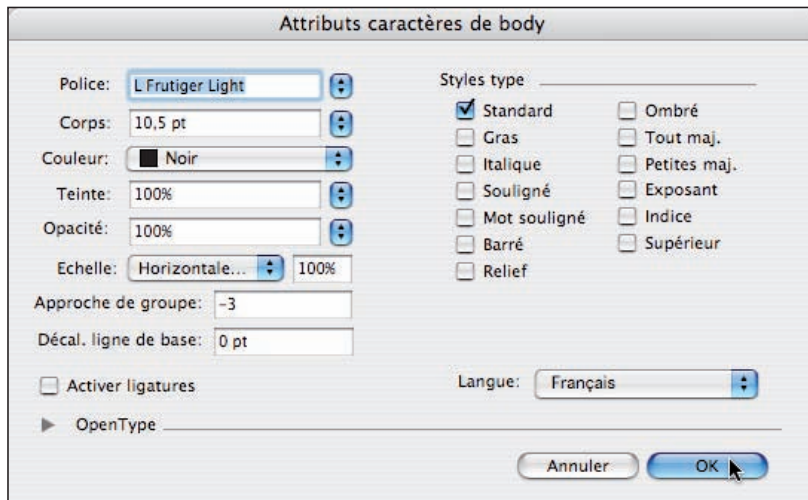 Attributs caractères de body
Police: L Frutiger Light
Corps: 10,5 pt
Couleur: Noir
Teinte: 100%
Opacité: 100%
Echelle: Horizontale... 100%
Approche de groupe: -3
Décal. ligne de base: 0 pt
Activer ligatures
OpenType
Styles type
Standard
Gras
Italique
Souligné
Mot souligné
Barré
Relief
Ombré
Tout maj.
Petites maj.
Exposant
Indice
Supérieur
Langue: Français
Annuler
OK